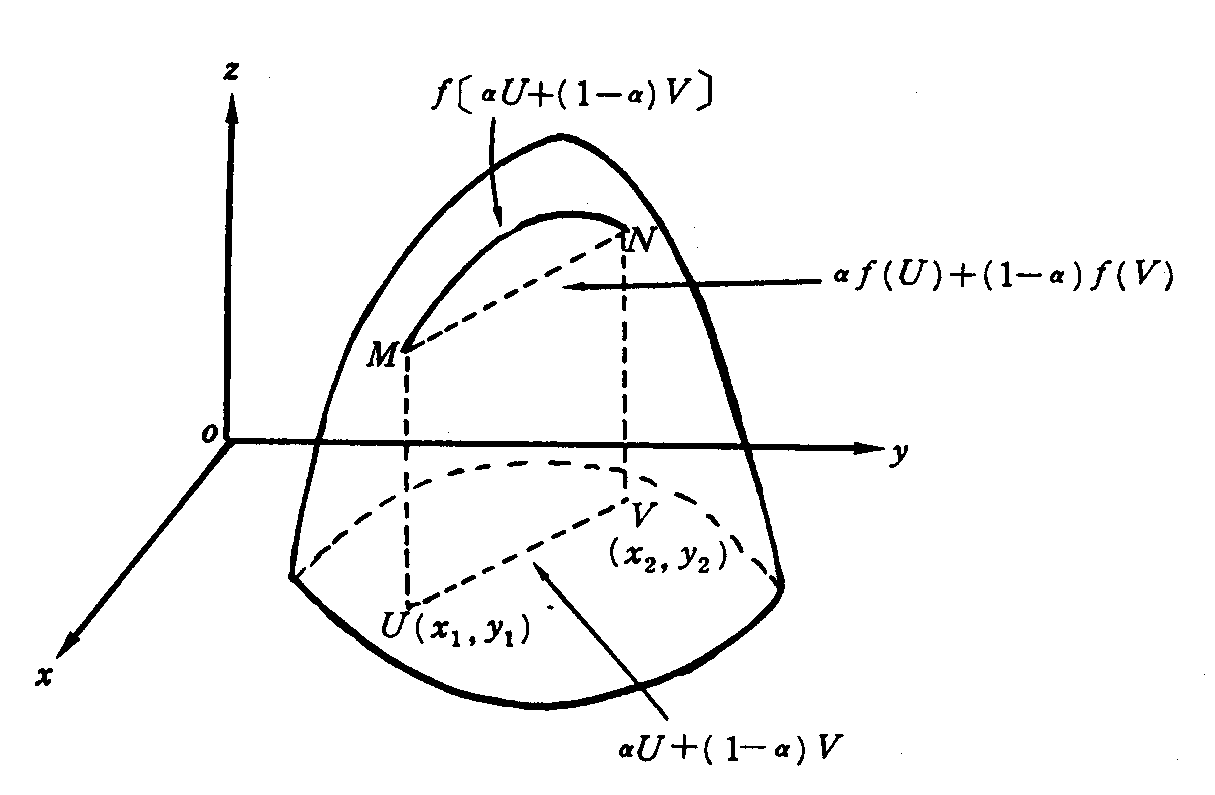 z
f[αU+(1−α)V]
N
αf(U)+(1−α)f(V)
M
o
y
V
(x₂, y₂)
U(x₁, y₁)
x
αU+(1−α)V